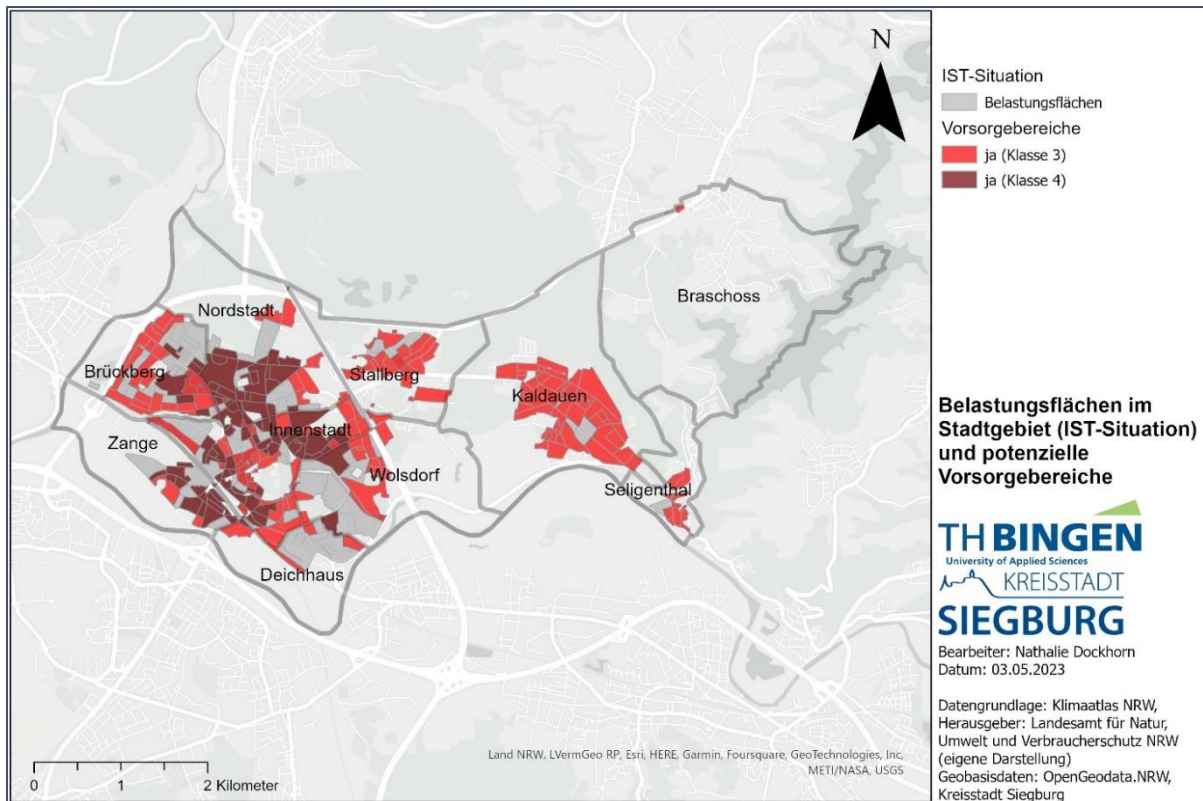 N
Nordstadt
Braschoss
Brückberg
Stallberg
Kaldauen
Innenstadt
Zange
Wolsdorf
Seligenthal
Deichhaus
Land NRW, LVermGeo RP, Esri, HERE, Garmin, Foursquare, GeoTechnologies, Inc,
METI/NASA, USGS
0 1 2 Kilometer
IST-Situation
Belastungsflächen
Vorsorgebereiche
ja (Klasse 3)
ja (Klasse 4)
Belastungsflächen im
Stadtgebiet (IST-Situation)
und potenzielle
Vorsorgebereiche
TH BINGEN
University of Applied Sciences
KREISSTADT
SIEGBURG
Bearbeiter: Nathalie Dockhorn
Datum: 03.05.2023
Datengrundlage: Klimaatlas NRW,
Herausgeber: Landesamt für Natur,
Umwelt und Verbraucherschutz NRW
(eigene Darstellung)
Geobasisdaten: OpenGeodata.NRW,
Kreisstadt Siegburg